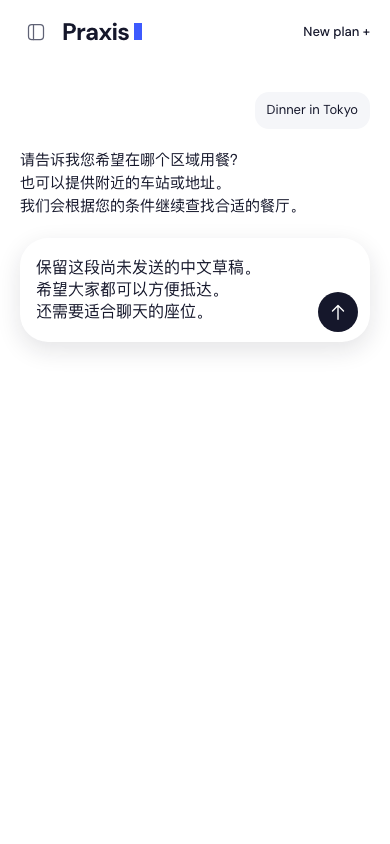 Praxis
New plan +
Dinner in Tokyo
请告诉我您希望在哪个区域用餐?
也可以提供附近的车站或地址。
我们会根据您的条件继续查找合适的餐厅。
保留这段尚未发送的中文草稿。
希望大家都可以方便抵达。
还需要适合聊天的座位。